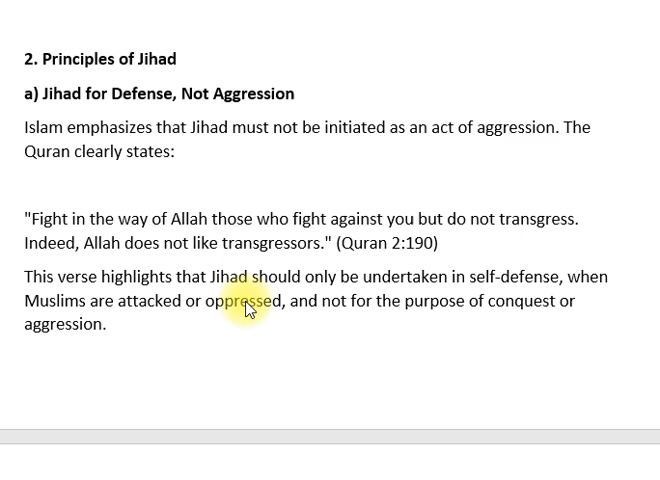 2. Principles of Jihad
a) Jihad for Defense, Not Aggression
Islam emphasizes that Jihad must not be initiated as an act of aggression. The
Quran clearly states:
"Fight in the way of Allah those who fight against you but do not transgress.
Indeed, Allah does not like transgressors." (Quran 2:190)
This verse highlights that Jihad should only be undertaken in self-defense, when
Muslims are attacked or oppressed, and not for the purpose of conquest or
aggression.